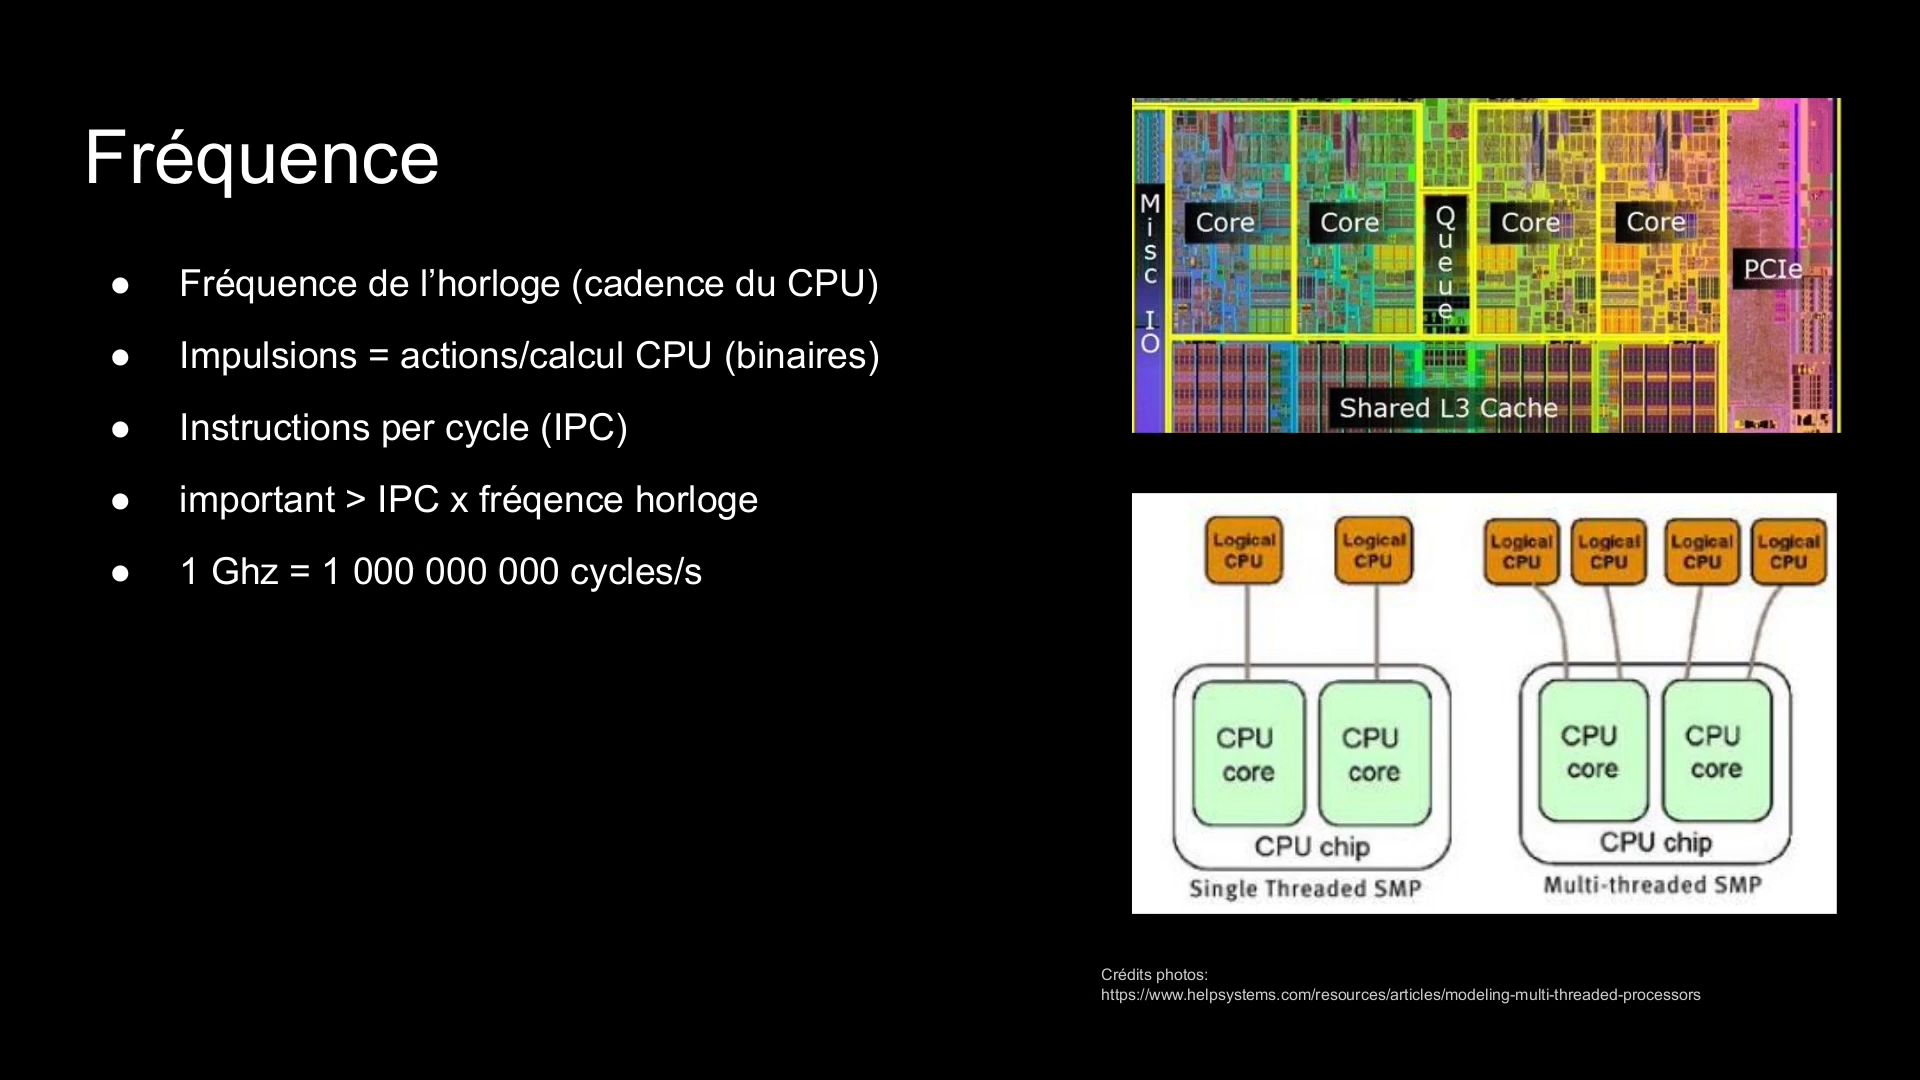 Fréquence
● Fréquence de l’horloge (cadence du CPU)
● Impulsions = actions/calcul CPU (binaires)
● Instructions per cycle (IPC)
● important > IPC x fréqence horloge
● 1 Ghz = 1 000 000 000 cycles/s
Misc IO
Core
Core
Queue
Core
Core
PCIe
Shared L3 Cache
Logical CPU
Logical CPU
Logical CPU
Logical CPU
Logical CPU
Logical CPU
CPU core
CPU core
CPU chip
Single Threaded SMP
CPU core
CPU core
CPU chip
Multi-threaded SMP
Crédits photos:
https://www.helpsystems.com/resources/articles/modeling-multi-threaded-processors